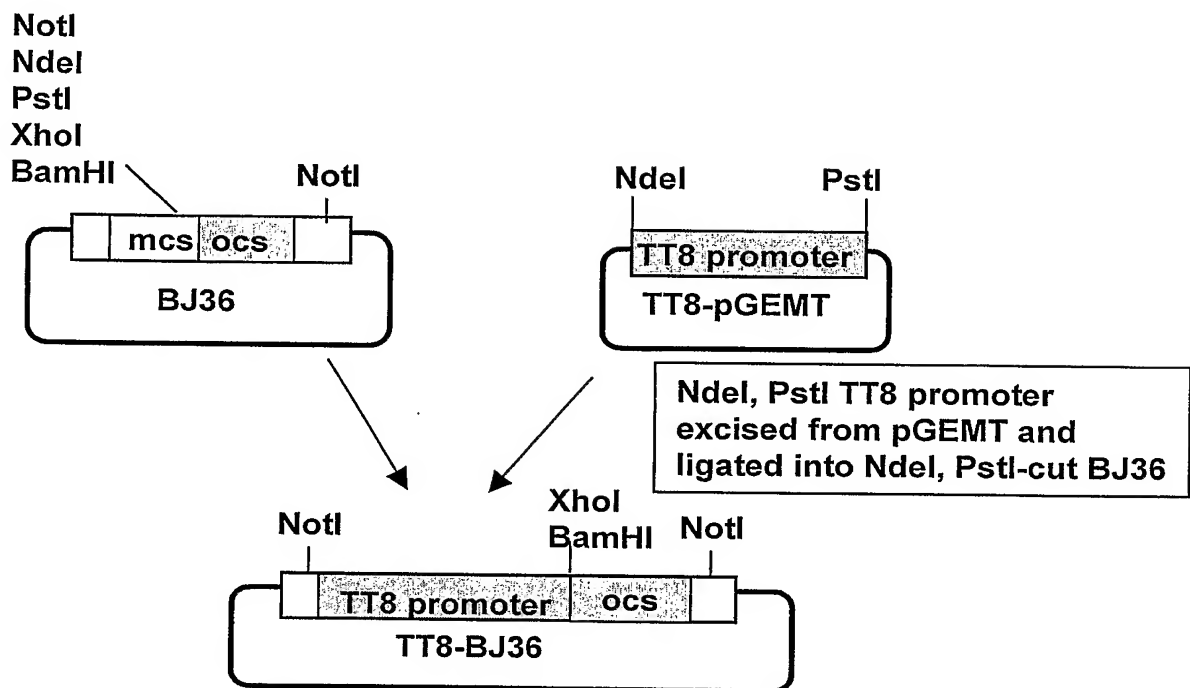 NotI
NdeI
PstI
XhoI
BamHI
NotI
mcs
ocs
BJ36
NdeI
PstI
TT8 promoter
TT8-pGEMT
NdeI, PstI TT8 promoter
excised from pGEMT and
ligated into NdeI, PstI-cut BJ36
NotI
XhoI
BamHI
NotI
TT8 promoter
ocs
TT8-BJ36